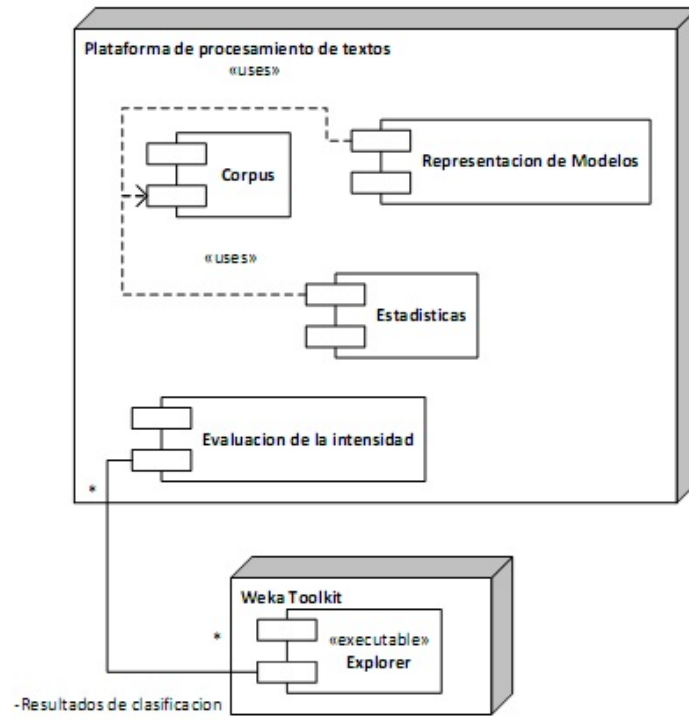 Plataforma de procesamiento de textos
«uses»
Representacion de Modelos
Corpus
«uses»
Estadisticas
Evaluacion de la intensidad
*
Weka Toolkit
*
«executable»
Explorer
-Resultados de clasificacion